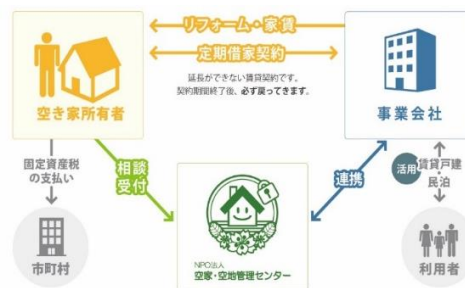 リフォーム・家賃
定期借家契約
延長ができない賃貸契約です。
契約期間終了後、必ず戻ってきます。
空き家所有者
事業会社
固定資産税
の支払い
相談
受付
連携
活用
賃貸戸建
・
民泊
NPO法人
空家・空地管理センター
市町村
利用者